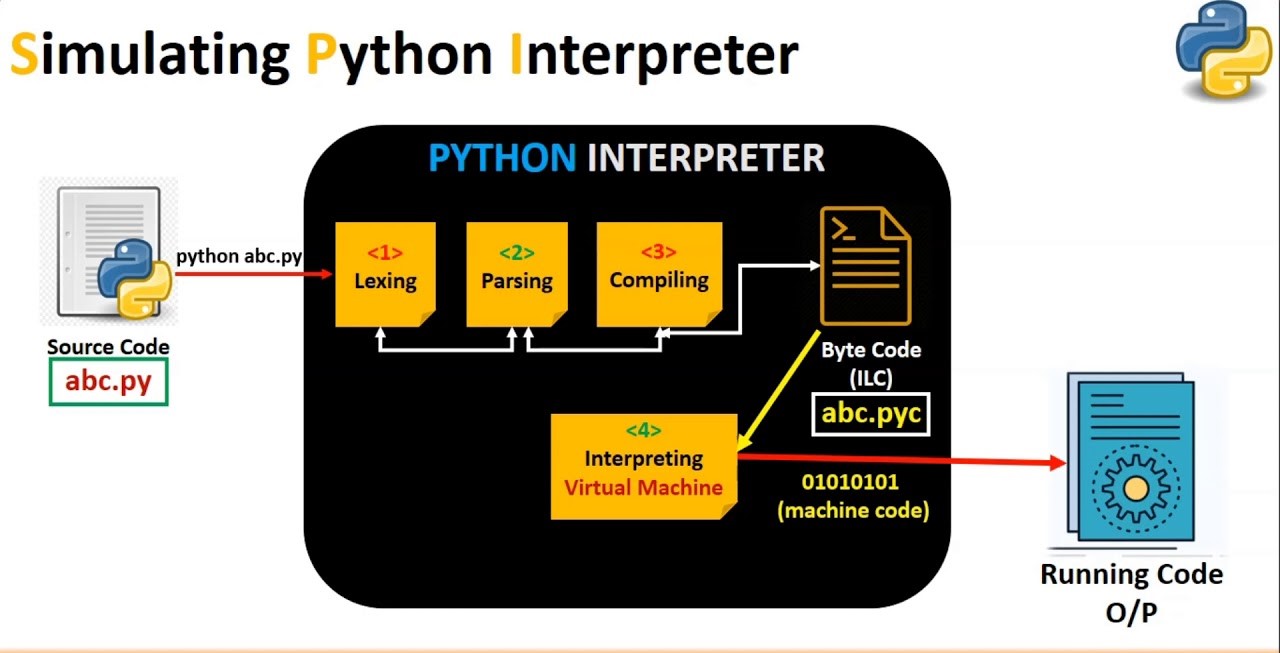 Simulating Python Interpreter
PYTHON INTERPRETER
python abc.py
Source Code
abc.py
<1>
Lexing
<2>
Parsing
<3>
Compiling
Byte Code
(ILC)
abc.pyc
<4>
Interpreting
Virtual Machine
01010101
(machine code)
Running Code
O/P